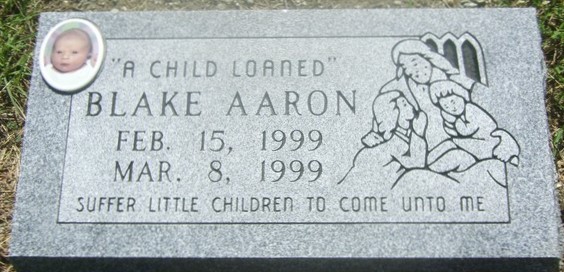 "A CHILD LOANED"
BLAKE AARON
FEB. 15, 1999
MAR. 8, 1999
SUFFER LITTLE CHILDREN TO COME UNTO ME